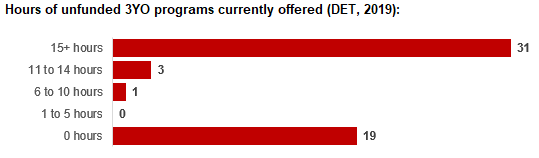 Hours of unfunded 3YO programs currently offered (DET, 2019):
15+ hours 31
11 to 14 hours 3
6 to 10 hours 1
1 to 5 hours 0
0 hours 19